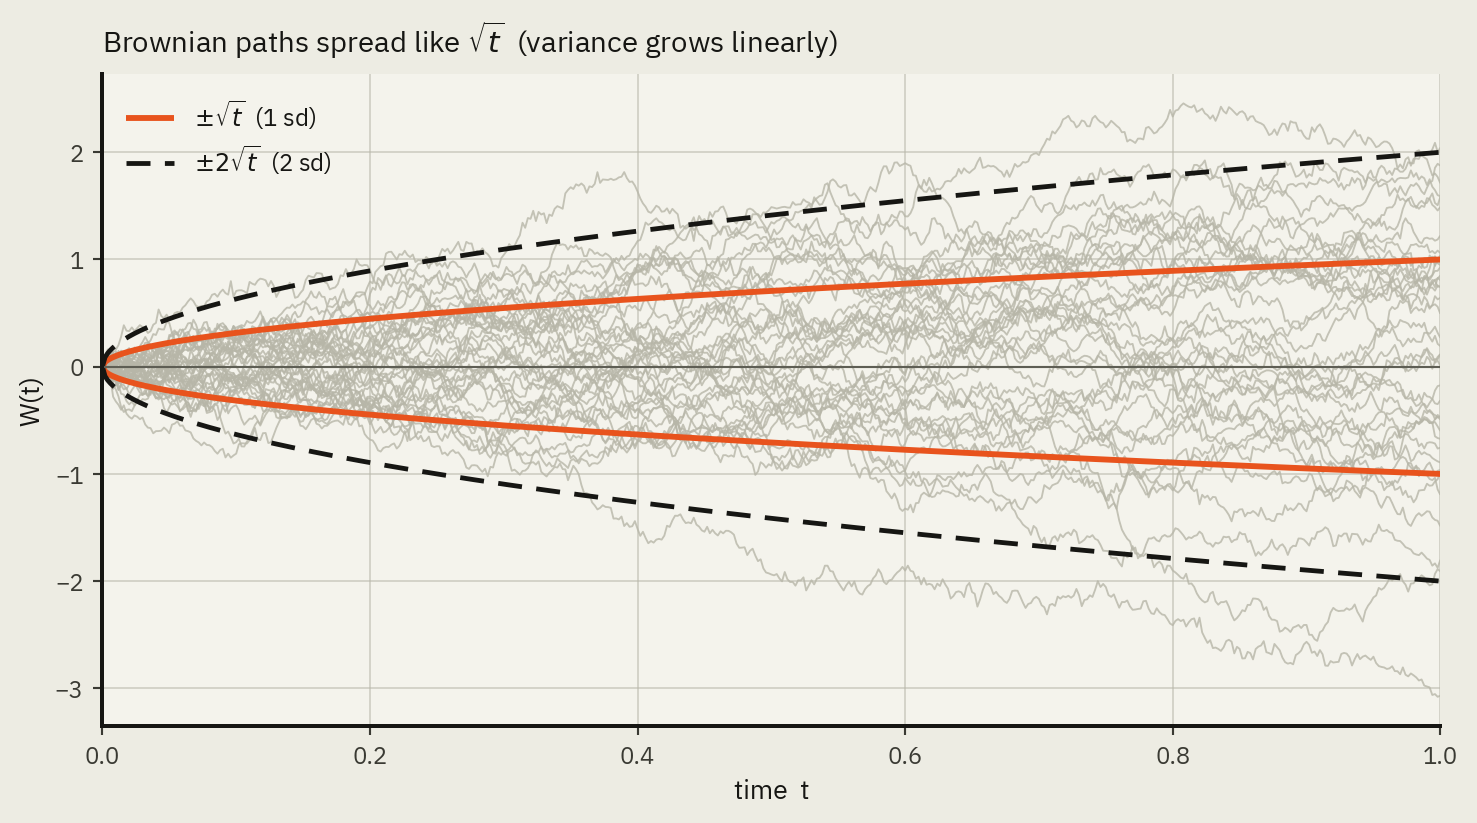 Brownian paths spread like √t (variance grows linearly)
±√t (1 sd)
±2√t (2 sd)
2
1
0
−1
−2
−3
W(t)
0.0 0.2 0.4 0.6 0.8 1.0
time t